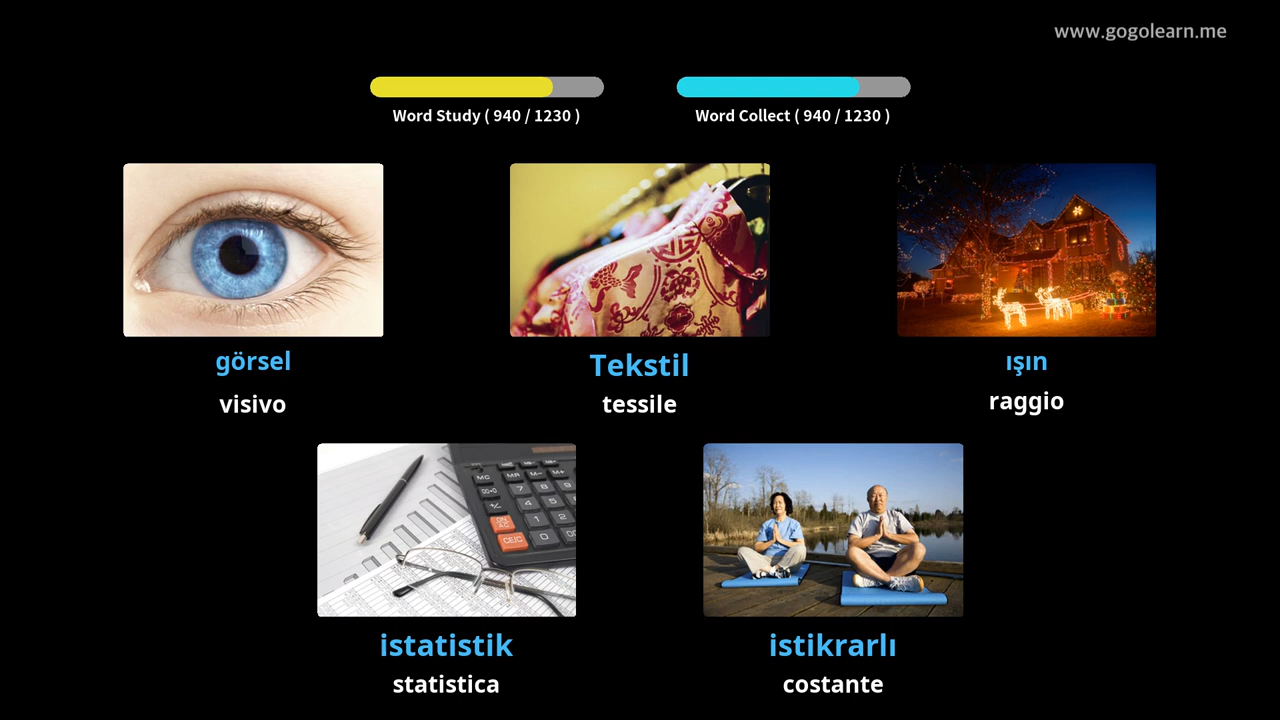 www.gogolearn.me
Word Study ( 940 / 1230 )
Word Collect ( 940 / 1230 )
görsel
visivo
Tekstil
tessile
ışın
raggio
istatistik
statistica
istikrarlı
costante